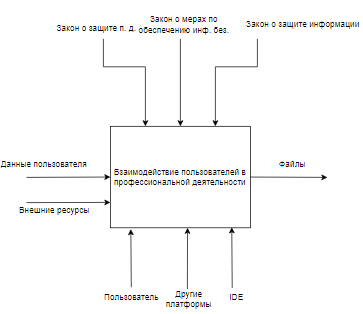 Закон о защите п. д.
Закон о мерах по
обеспечению инф. без.
Закон о защите информации
Данные пользователя
Внешние ресурсы
Взаимодействие пользователей в
профессиональной деятельности
Файлы
Пользователь
Другие
платформы
IDE